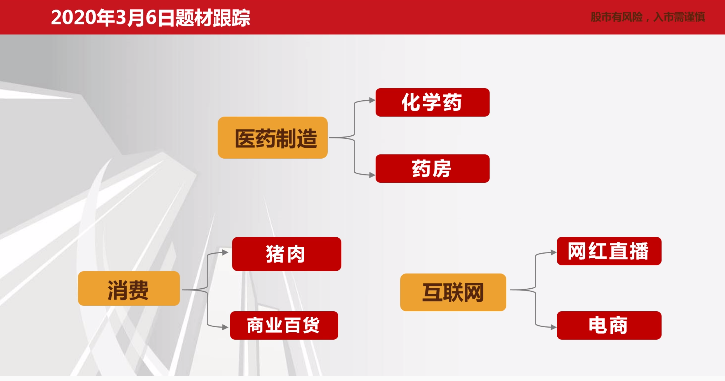 2020年3月6日题材跟踪
股市有风险，入市需谨慎
化学药
医药制造
药房
猪肉
网红直播
消费
互联网
商业百货
电商